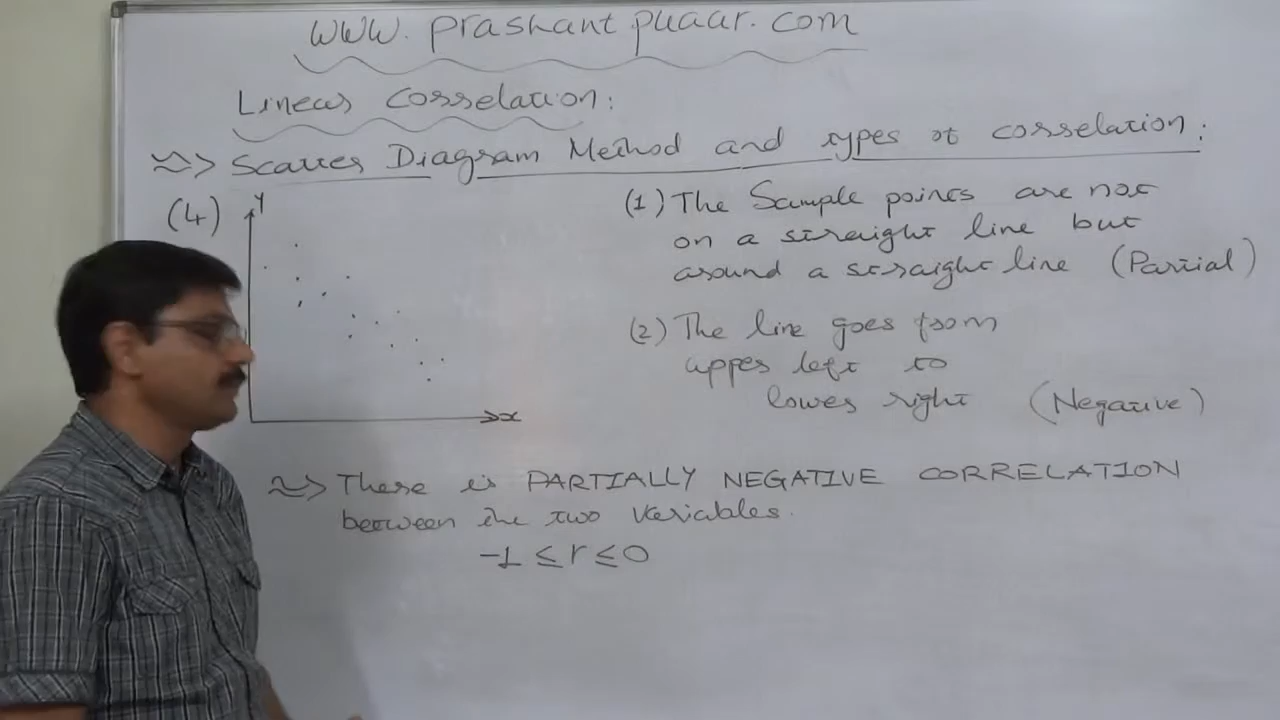 www.prashantpuaar.com
Linear Correlation:
≈> Scatter Diagram Method and types of correlation:
(4)
Y
(1) The Sample points are not
on a straight line but
around a straight line (Partial)
(2) The line goes from
upper left to
lower right (Negative)
x
≈> There is PARTIALLY NEGATIVE CORRELATION
between the two variables.
-1 ≤ r ≤ 0